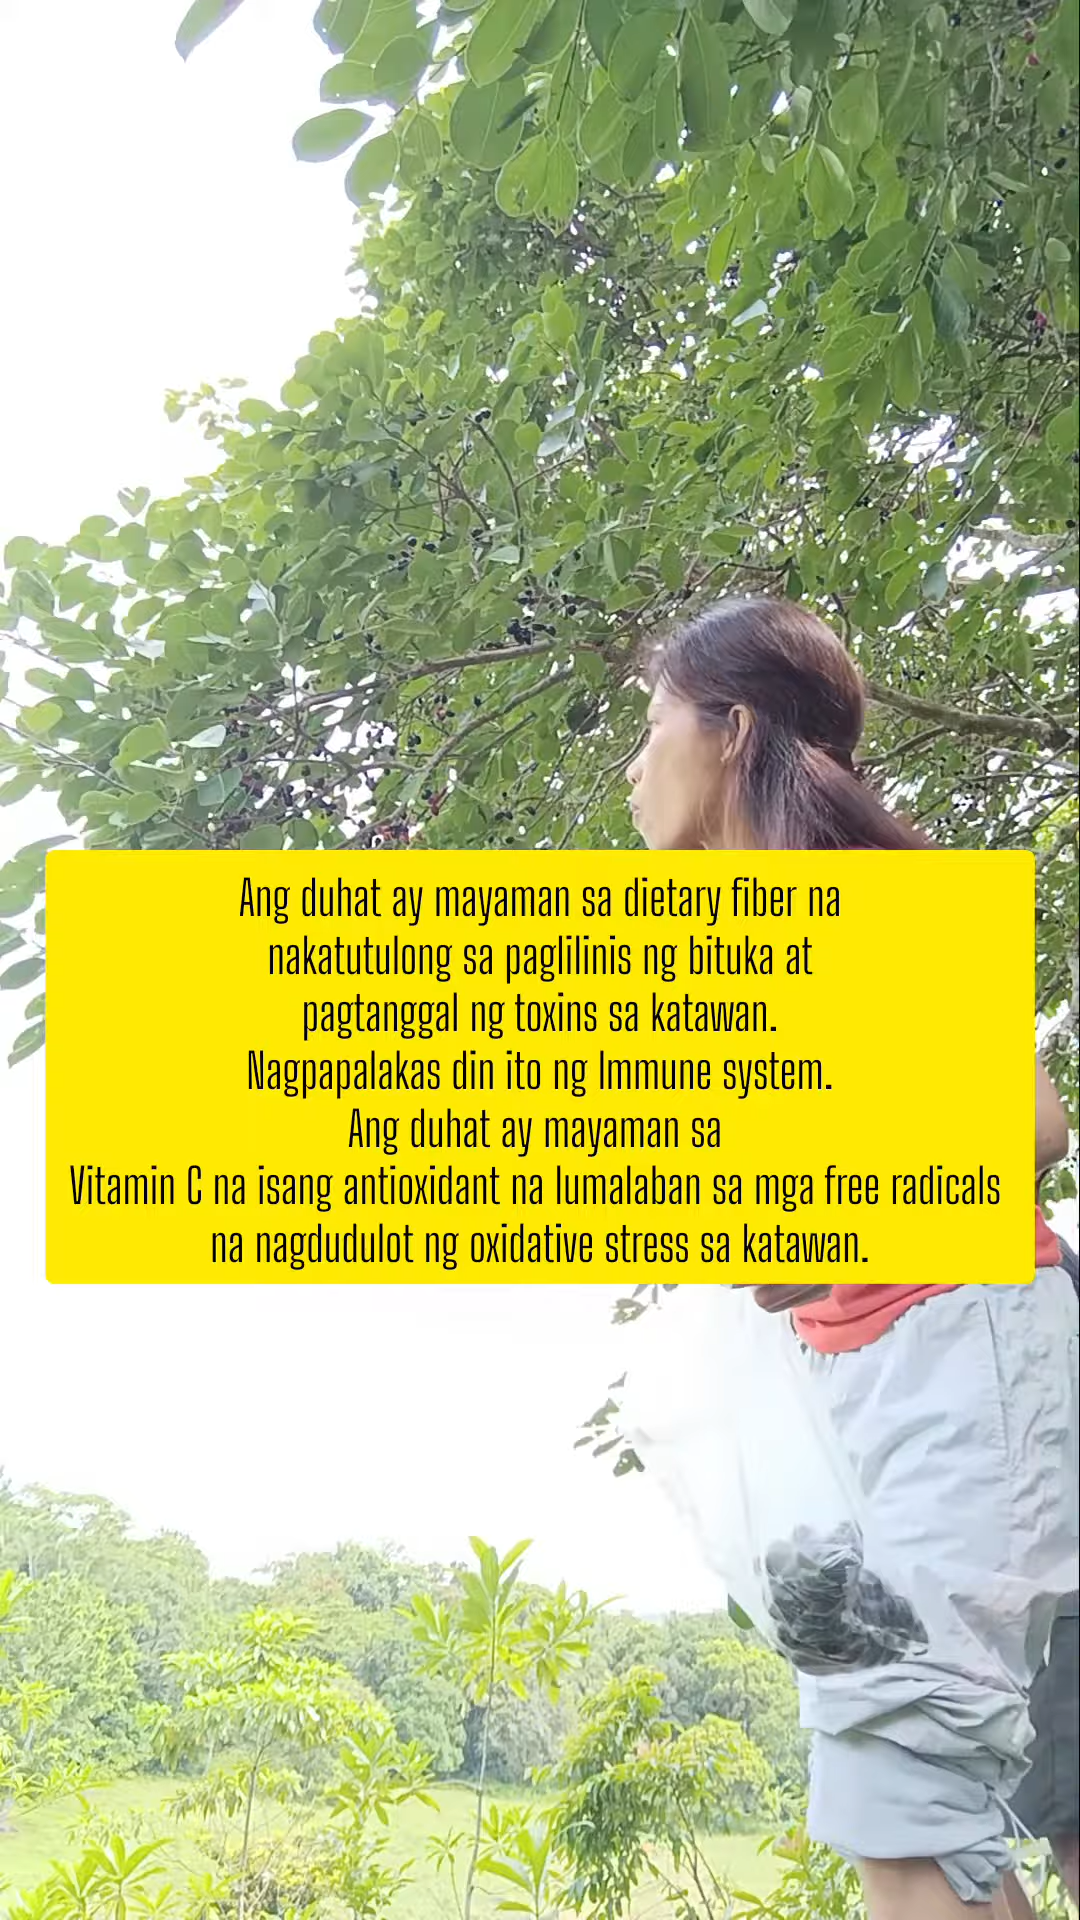 Ang duhat ay mayaman sa dietary fiber na
nakatutulong sa paglilinis ng bituka at
pagtanggal ng toxins sa katawan.
Nagpapalakas din ito ng Immune system.
Ang duhat ay mayaman sa
Vitamin C na isang antioxidant na lumalaban sa mga free radicals
na nagdudulot ng oxidative stress sa katawan.